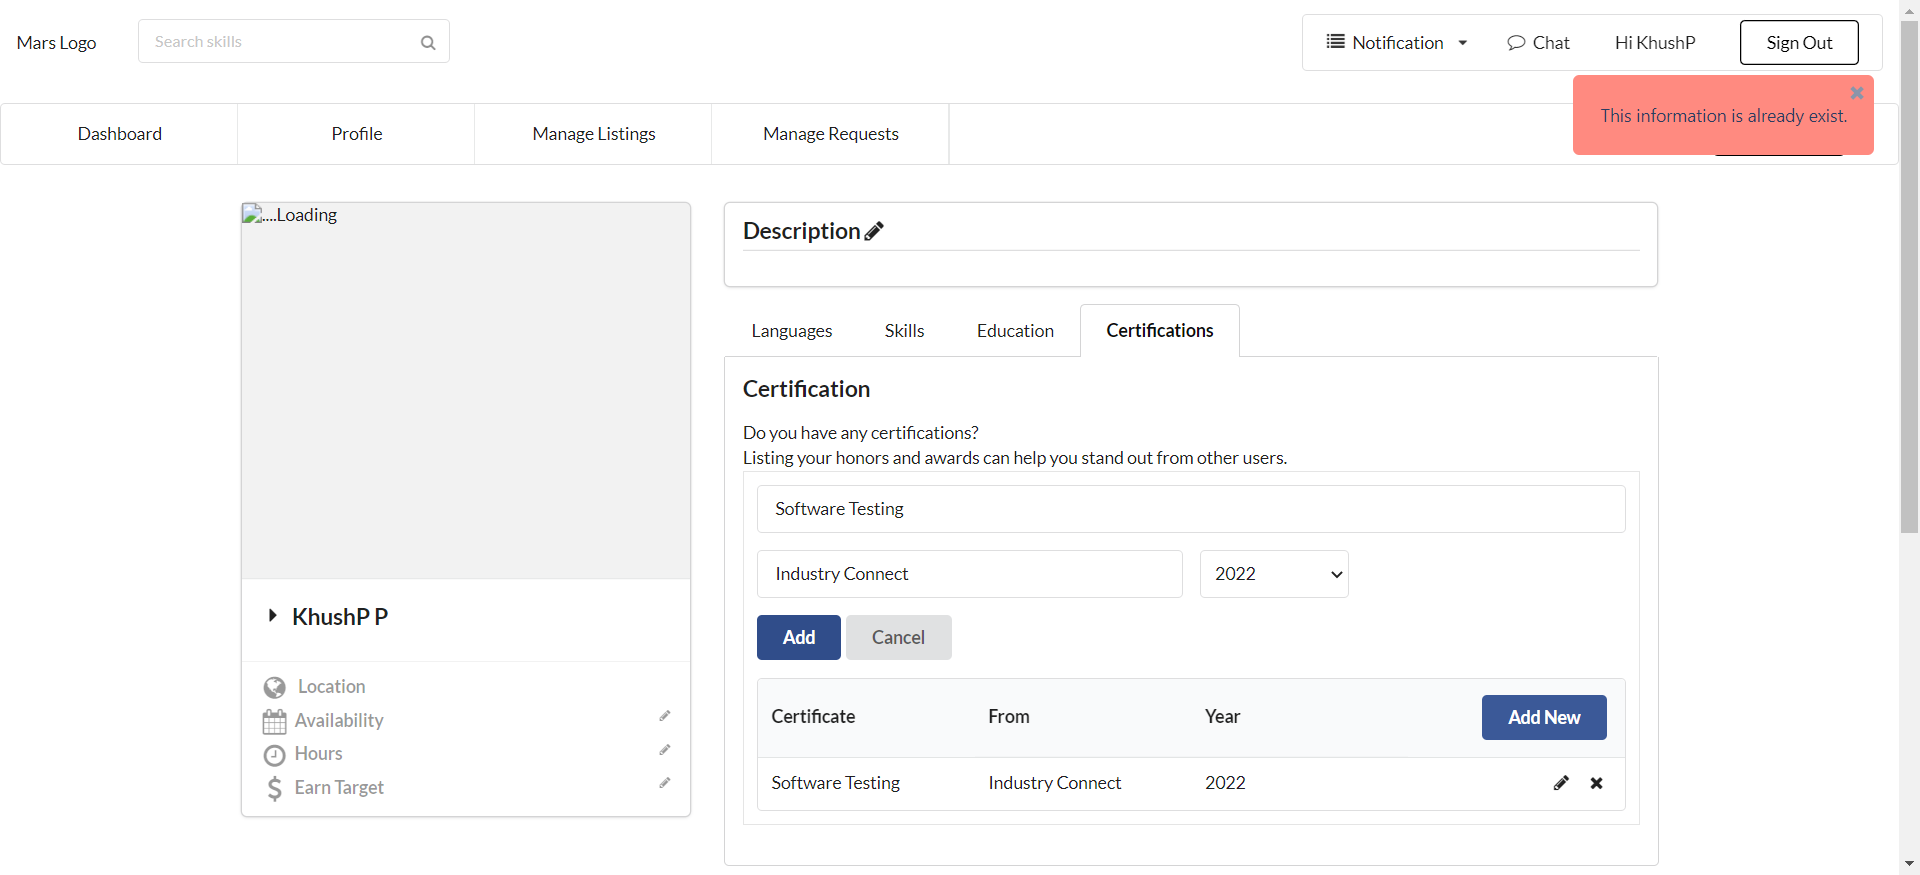 Mars Logo
Search skills
Notification
Chat
Hi KhushP
Sign Out
This information is already exist.
Dashboard
Profile
Manage Listings
Manage Requests
....Loading
KhushP P
Location
Availability
Hours
Earn Target
Description
Languages
Skills
Education
Certifications
Certification
Do you have any certifications?
Listing your honors and awards can help you stand out from other users.
Software Testing
Industry Connect
2022
Add
Cancel
Certificate
From
Year
Add New
Software Testing
Industry Connect
2022